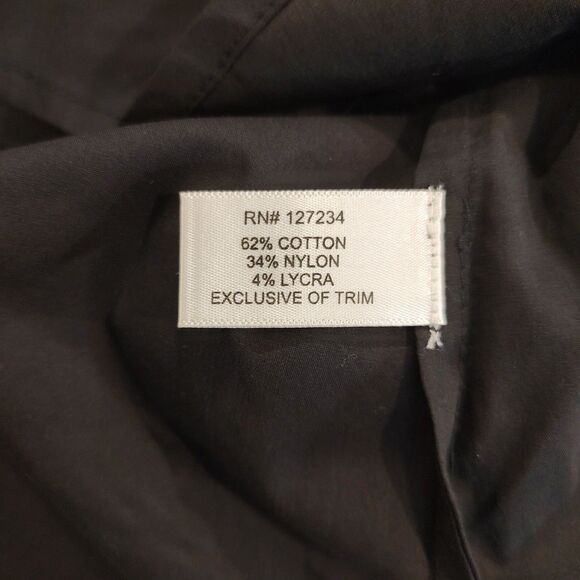 RN# 127234
62% COTTON
34% NYLON
4% LYCRA
EXCLUSIVE OF TRIM